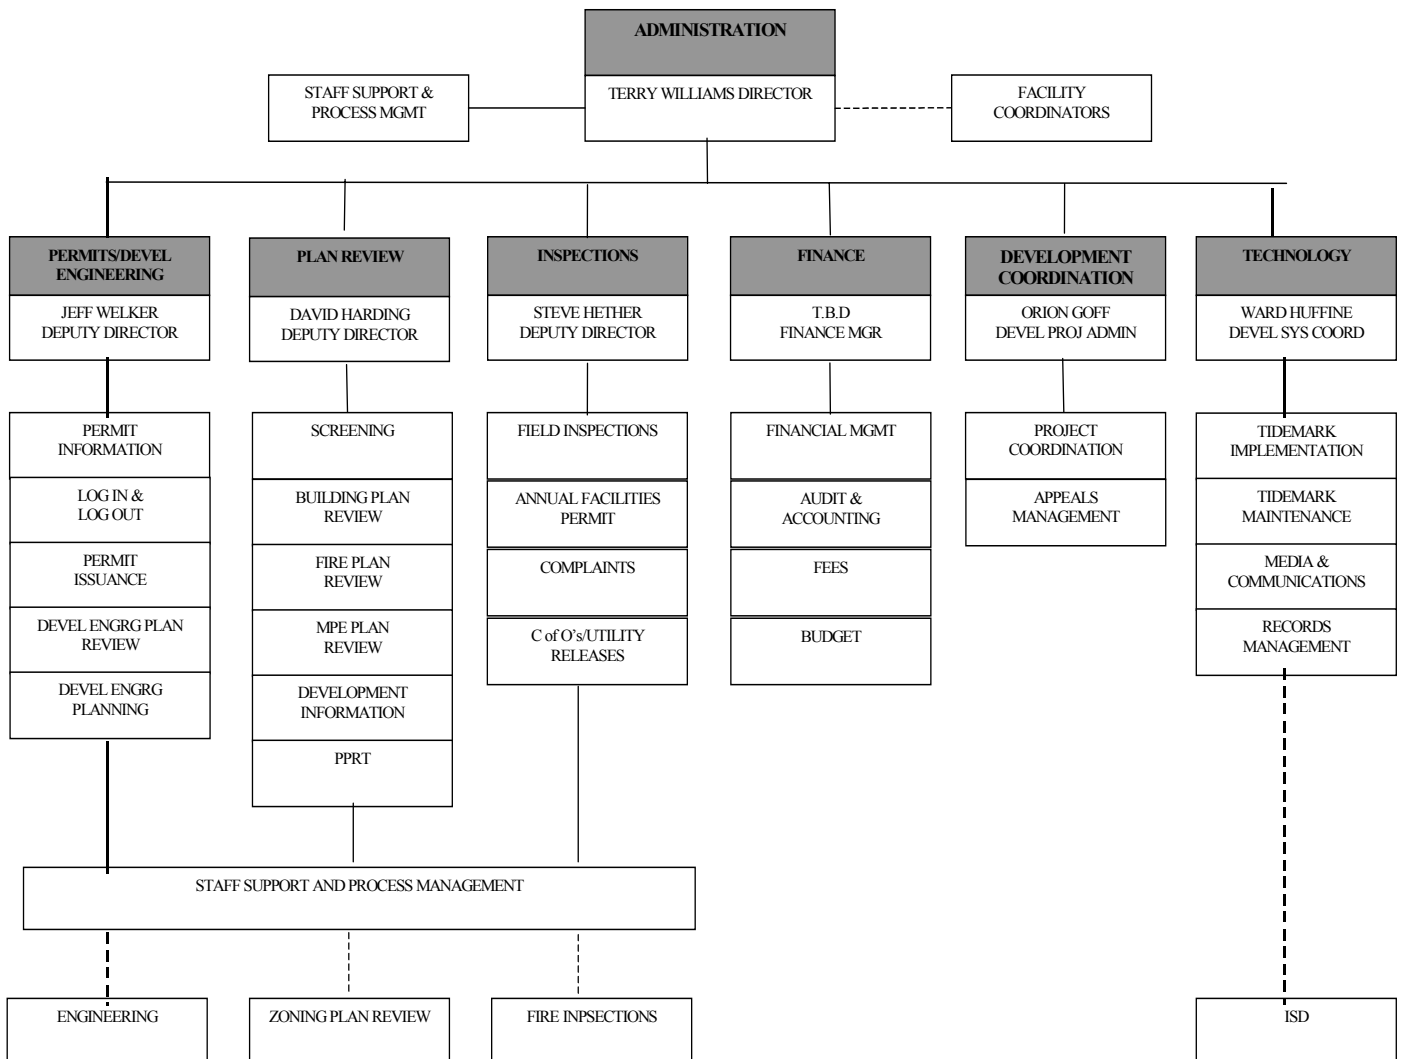 ADMINISTRATION
STAFF SUPPORT &
PROCESS MGMT
TERRY WILLIAMS DIRECTOR
FACILITY
COORDINATORS
PERMITS/DEVEL
ENGINEERING
JEFF WELKER
DEPUTY DIRECTOR
PERMIT
INFORMATION
LOG IN &
LOG OUT
PERMIT
ISSUANCE
DEVEL ENGRG PLAN
REVIEW
DEVEL ENGRG
PLANNING
PLAN REVIEW
DAVID HARDING
DEPUTY DIRECTOR
SCREENING
BUILDING PLAN
REVIEW
FIRE PLAN
REVIEW
MPE PLAN
REVIEW
DEVELOPMENT
INFORMATION
PPRT
INSPECTIONS
STEVE HETHER
DEPUTY DIRECTOR
FIELD INSPECTIONS
ANNUAL FACILITIES
PERMIT
COMPLAINTS
C of O's/UTILITY
RELEASES
FINANCE
T.B.D
FINANCE MGR
FINANCIAL MGMT
AUDIT &
ACCOUNTING
FEES
BUDGET
DEVELOPMENT
COORDINATION
ORION GOFF
DEVEL PROJ ADMIN
PROJECT
COORDINATION
APPEALS
MANAGEMENT
TECHNOLOGY
WARD HUFFINE
DEVEL SYS COORD
TIDEMARK
IMPLEMENTATION
TIDEMARK
MAINTENANCE
MEDIA &
COMMUNICATIONS
RECORDS
MANAGEMENT
STAFF SUPPORT AND PROCESS MANAGEMENT
ENGINEERING
ZONING PLAN REVIEW
FIRE INPSECTIONS
ISD